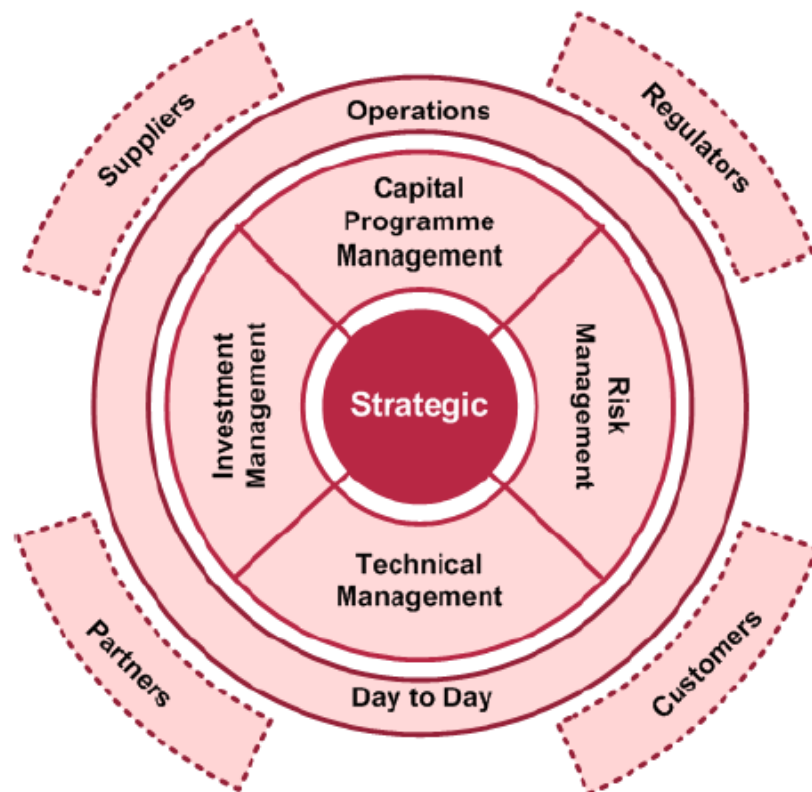 Suppliers
Regulators
Operations
Capital
Programme
Management
Investment
Management
Strategic
Risk
Management
Technical
Management
Day to Day
Partners
Customers